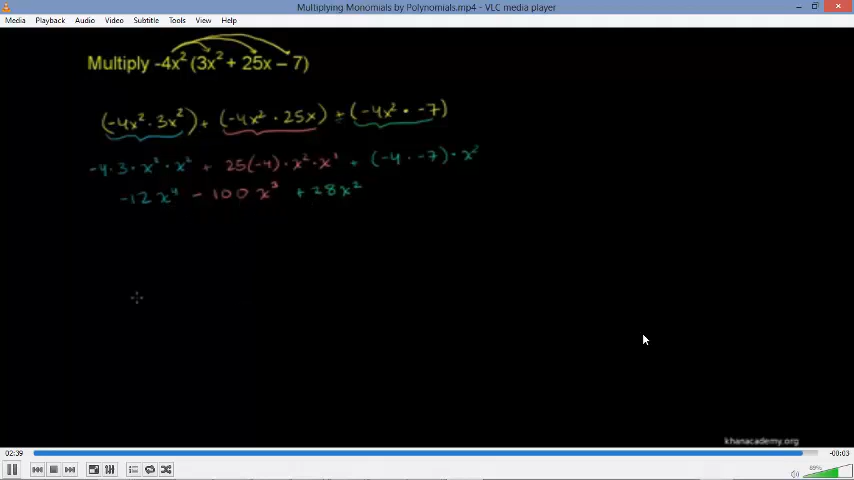 Multiplying Monomials by Polynomials.mp4 - VLC media player
Media Playback Audio Video Subtitle Tools View Help
Multiply -4x² (3x² + 25x – 7)
(-4x² · 3x²) + (-4x² · 25x) + (-4x² · -7)
-4 · 3 · x² · x² + 25(-4) · x² · x¹ + (-4 · -7) · x²
-12x⁴ - 100x³ + 28x²
khanacademy.org
02:39 -00:03
89%